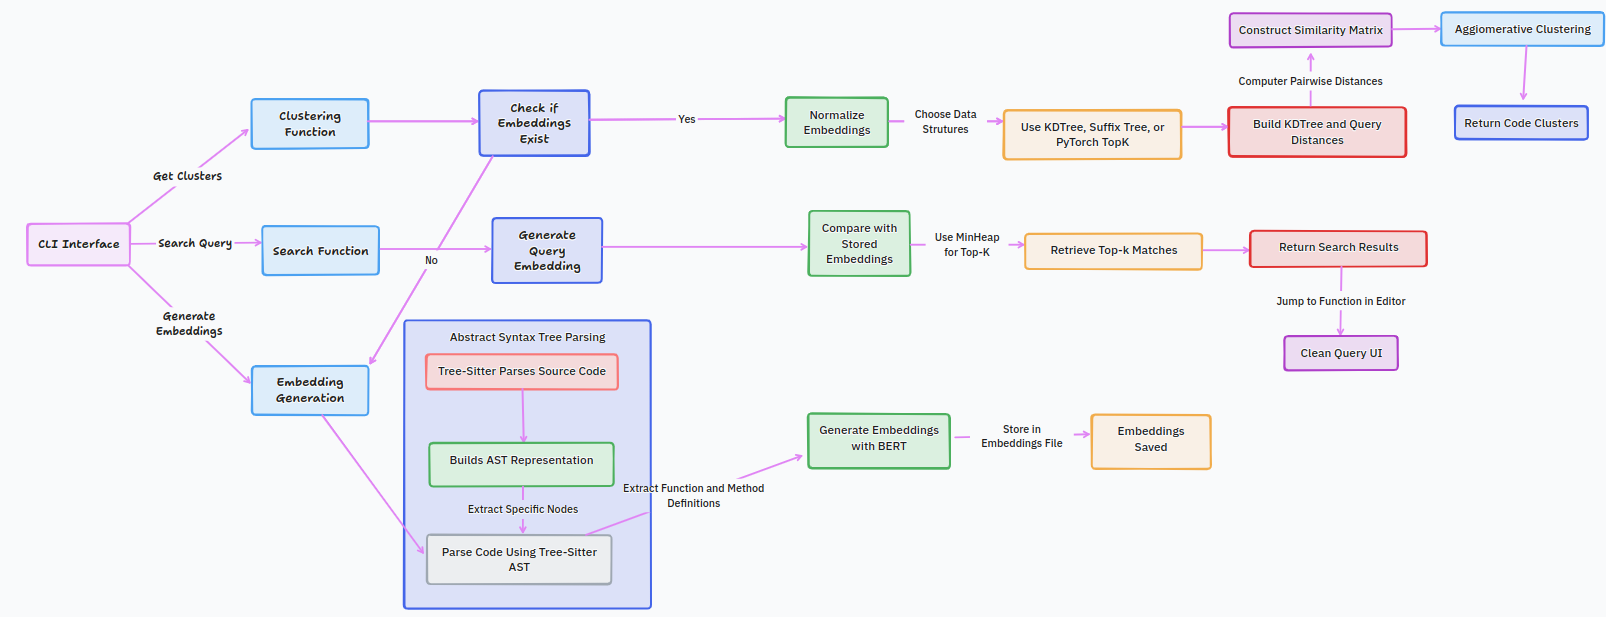 Construct Similarity Matrix
Aggiomerative Clustering
Computer Pairwise Distances
Clustering
Function
Check if
Embeddings
Exist
Yes
Normalize
Embeddings
Choose Data
Strutures
Use KDTree, Suffix Tree, or
PyTorch TopK
Build KDTree and Query
Distances
Return Code Clusters
Get Clusters
CLI Interface
Search Query
Search Function
No
Generate
Query
Embedding
Compare with
Stored
Embeddings
Use MinHeap
for Top-K
Retrieve Top-k Matches
Return Search Results
Jump to Function in Editor
Clean Query UI
Generate
Embeddings
Embedding
Generation
Abstract Syntax Tree Parsing
Tree-Sitter Parses Source Code
Builds AST Representation
Extract Specific Nodes
Parse Code Using Tree-Sitter
AST
Extract Function and Method
Definitions
Generate Embeddings
with BERT
Store in
Embeddings File
Embeddings
Saved